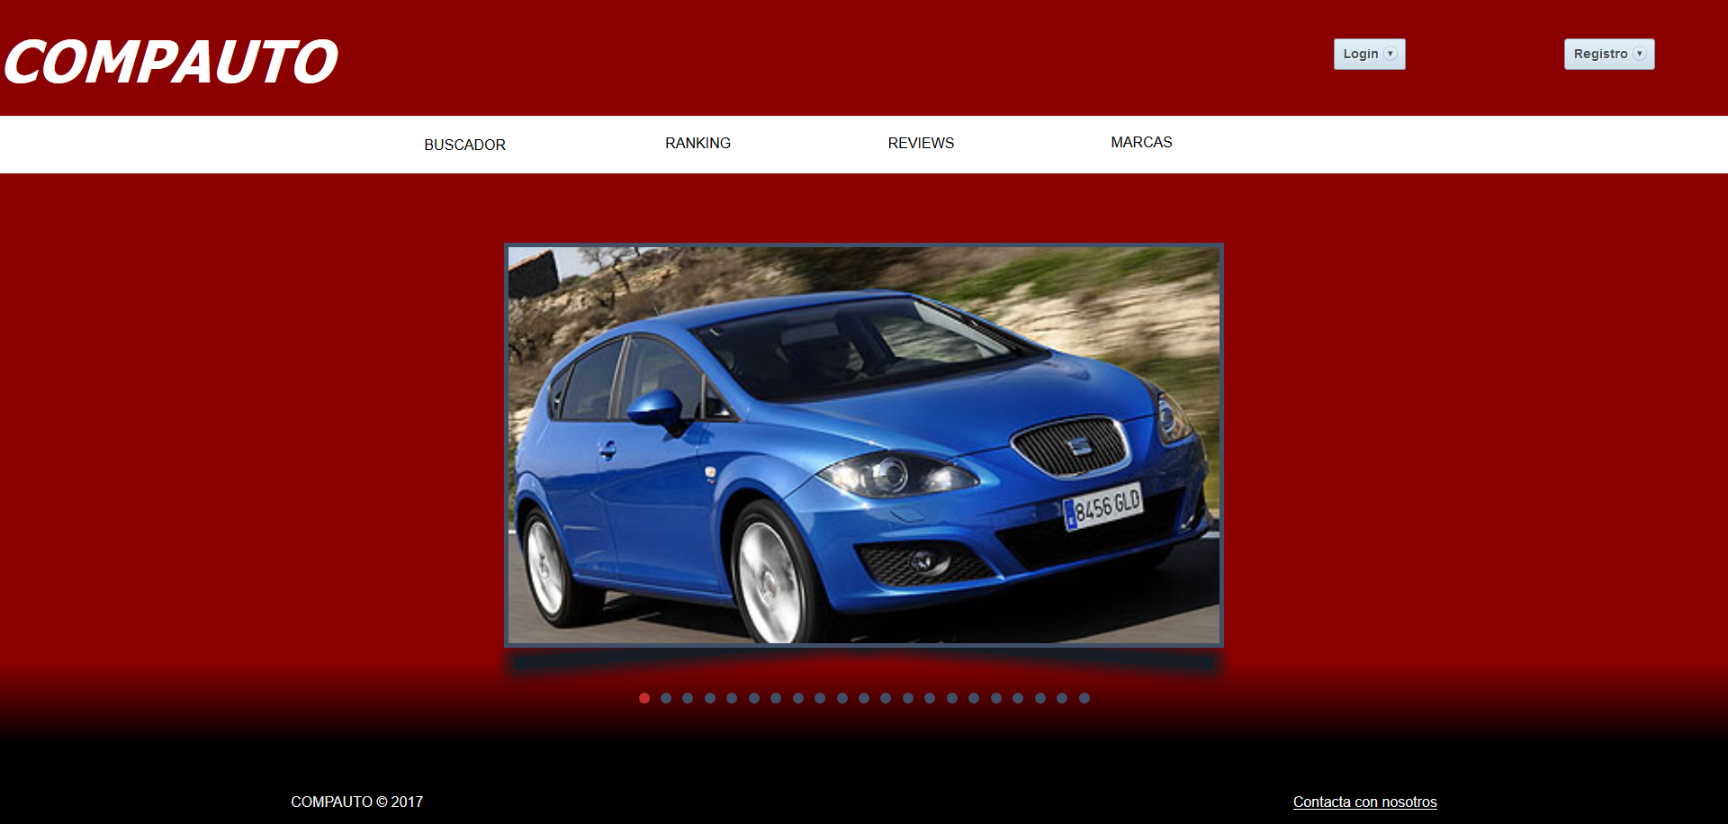 COMPAUTO
Login
Registro
BUSCADOR
RANKING
REVIEWS
MARCAS
8456 GLD
COMPAUTO © 2017
Contacta con nosotros